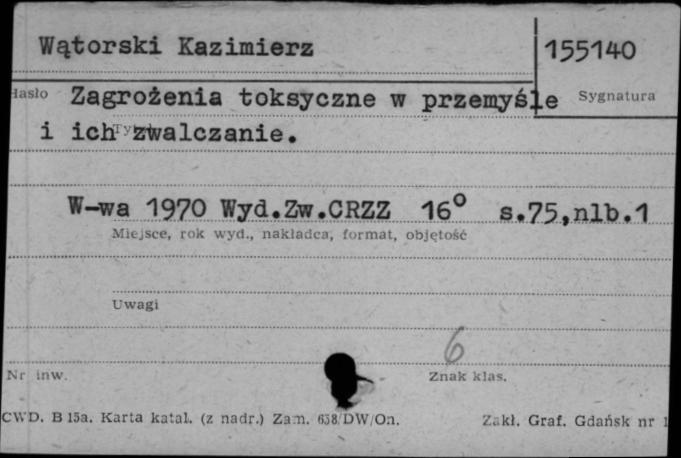 Wątorski Kazimierz
155140
Hasło Zagrożenia toksyczne w przemyśle Sygnatura
Tytuł
i ich zwalczanie.
W-wa 1970 Wyd.Zw.CRZZ 16° s.75,nlb.1
Miejsce, rok wyd., nakładca, format, objętość
Uwagi
6
Nr inw. Znak klas.
CWD. B 15a. Karta katal. (z nadr.) Zam. 638/DW/On. Zakł. Graf. Gdańsk nr 1